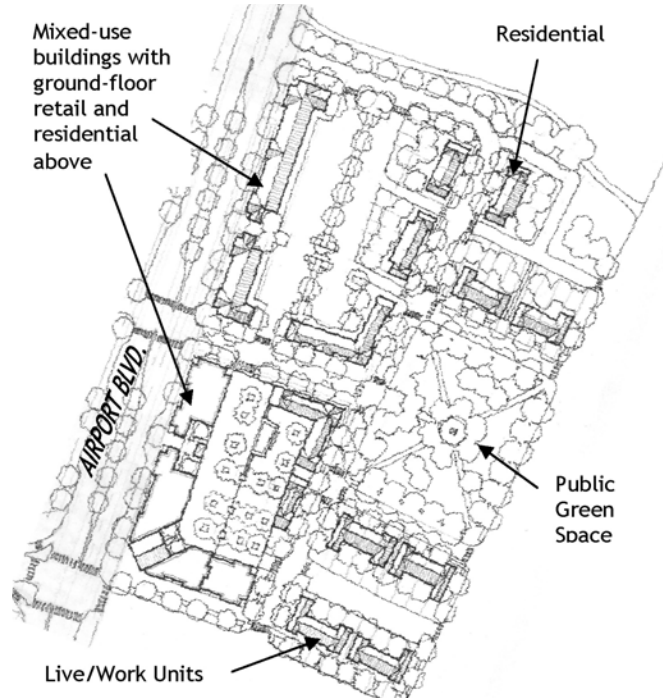 Mixed-use
buildings with
ground-floor
retail and
residential
above
Residential
AIRPORT BLVD.
Public
Green
Space
Live/Work Units